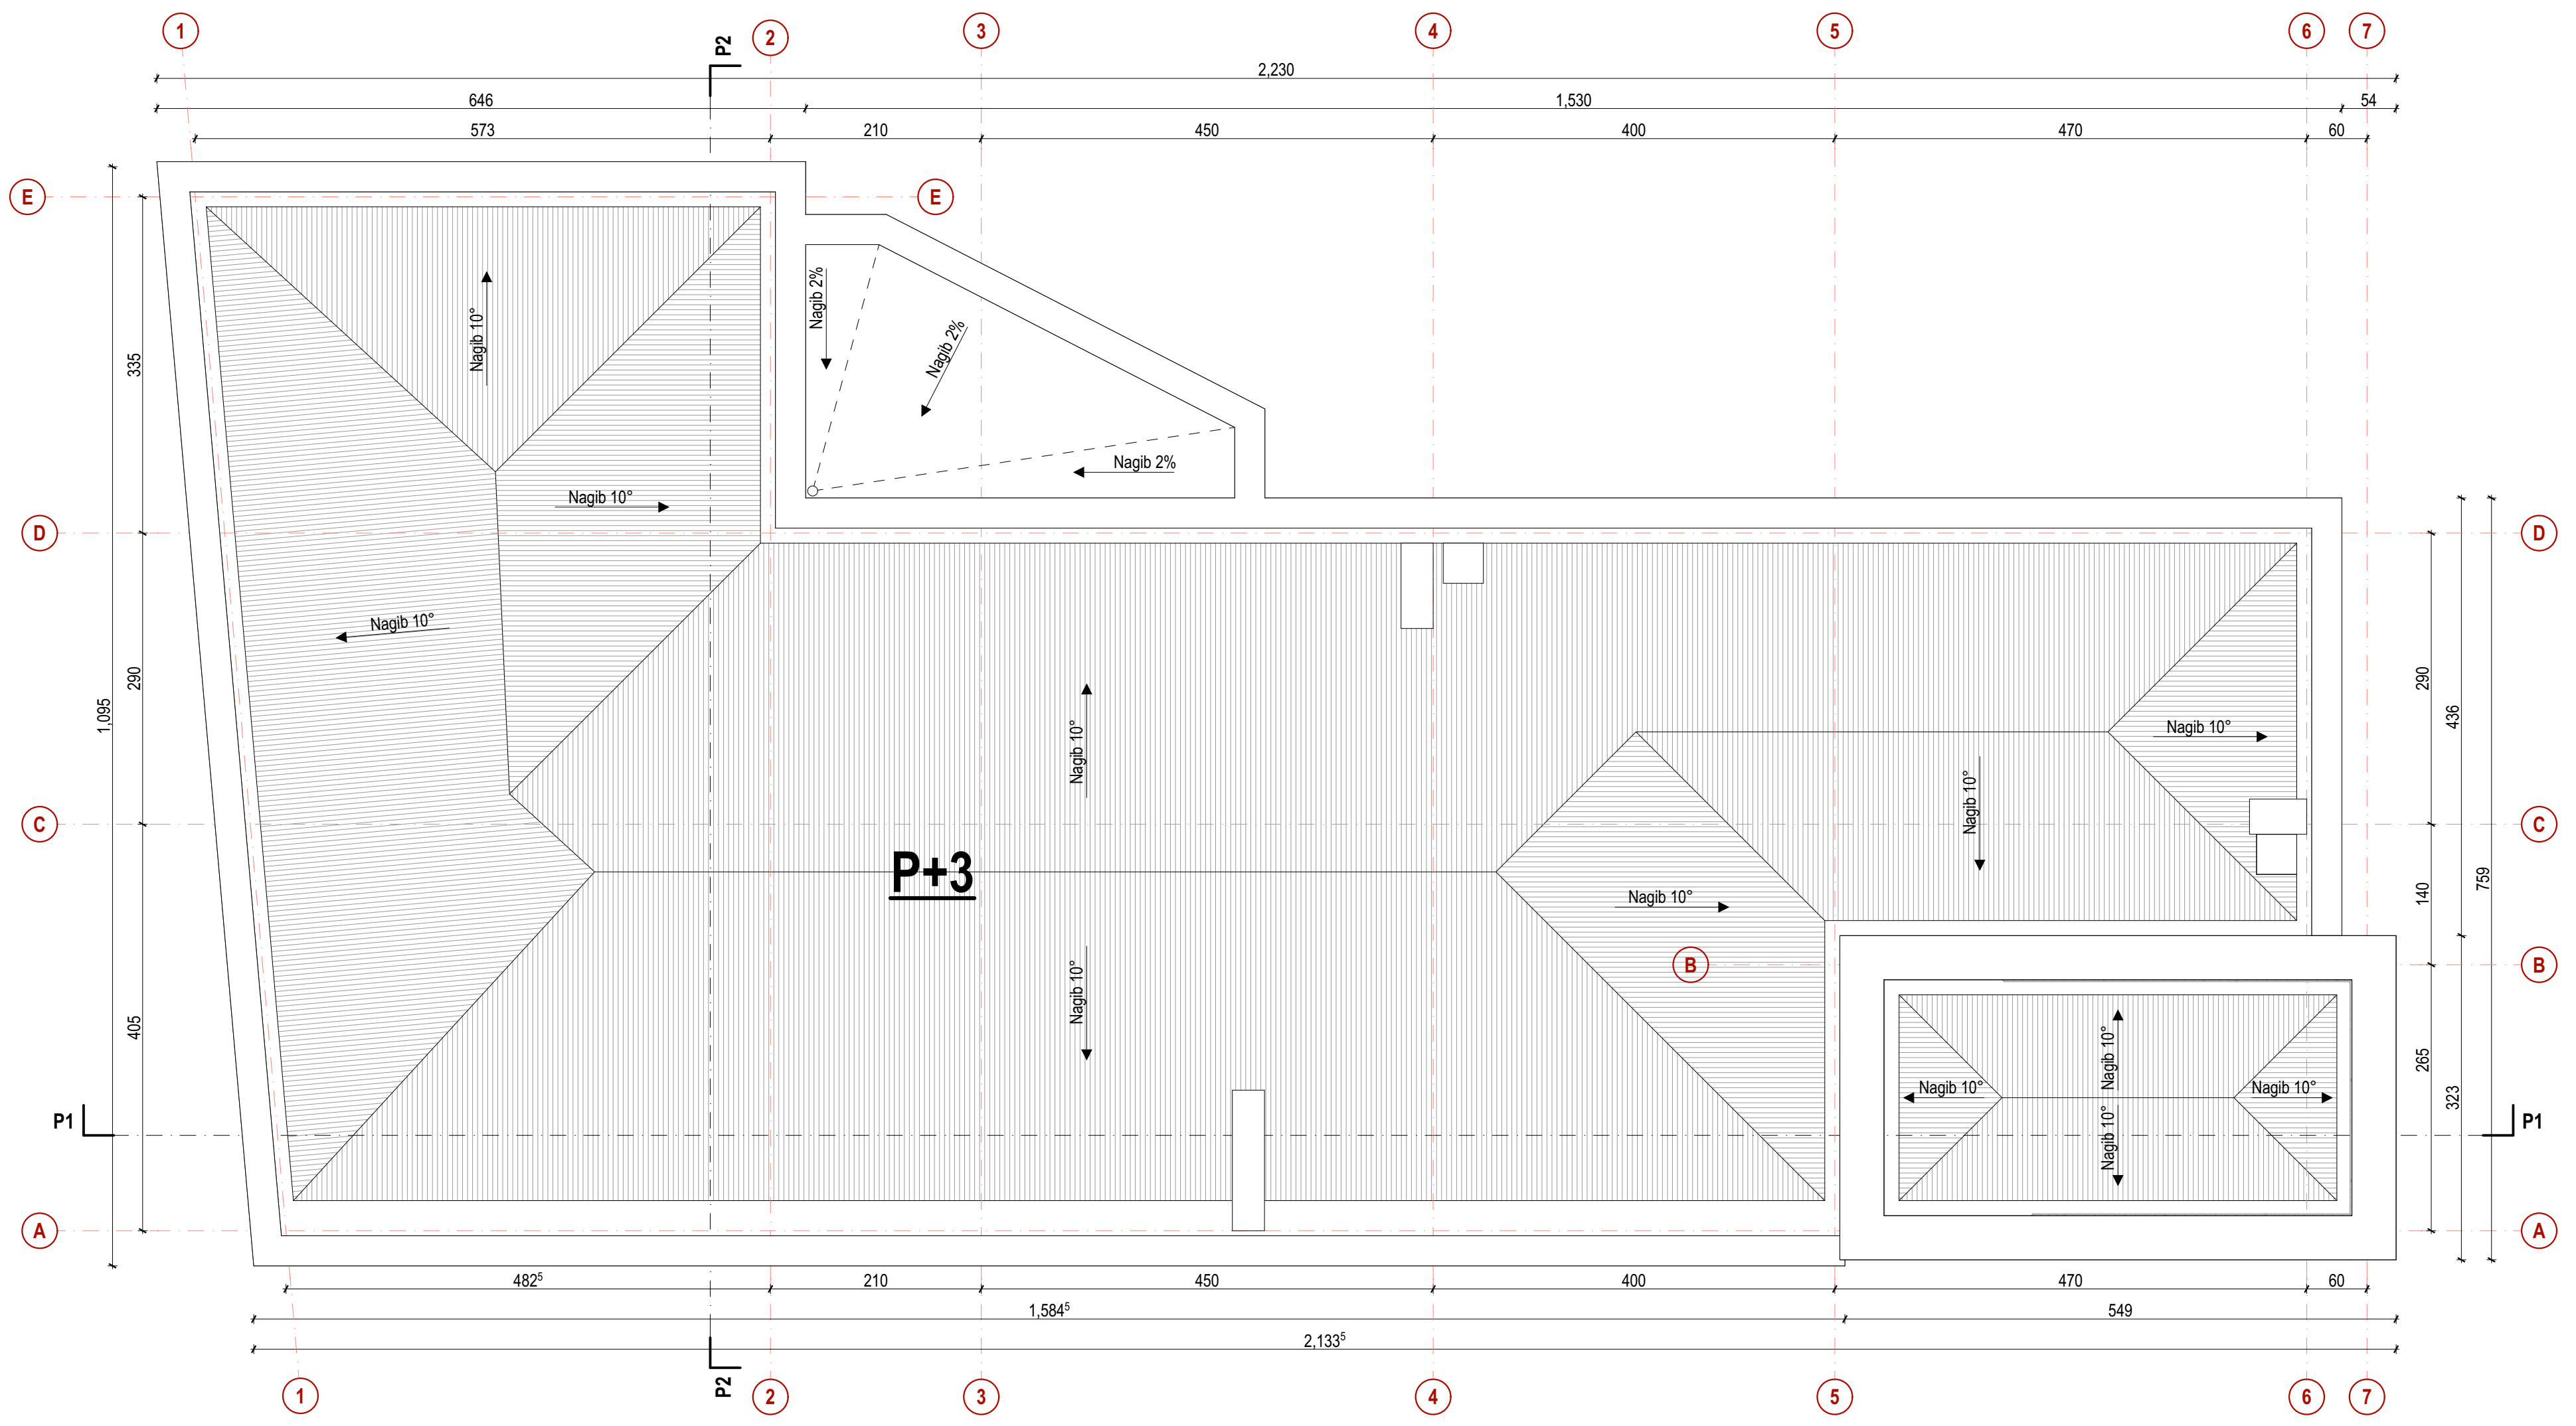 1
2
3
4
5
6
7
P2
2,230
646
1,530
54
573
210
450
400
470
60
E
E
Nagib 2%
Nagib 2%
Nagib 10°
335
Nagib 2%
Nagib 10°
D
D
Nagib 10°
290
1,095
290
436
Nagib 10°
Nagib 10°
Nagib 10°
C
C
P+3
759
140
Nagib 10°
B
B
Nagib 10°
405
Nagib 10°
265
323
Nagib 10°
Nagib 10°
Nagib 10°
P1
P1
A
A
482⁵
210
450
400
470
60
1,584⁵
549
2,133⁵
P2
1
2
3
4
5
6
7